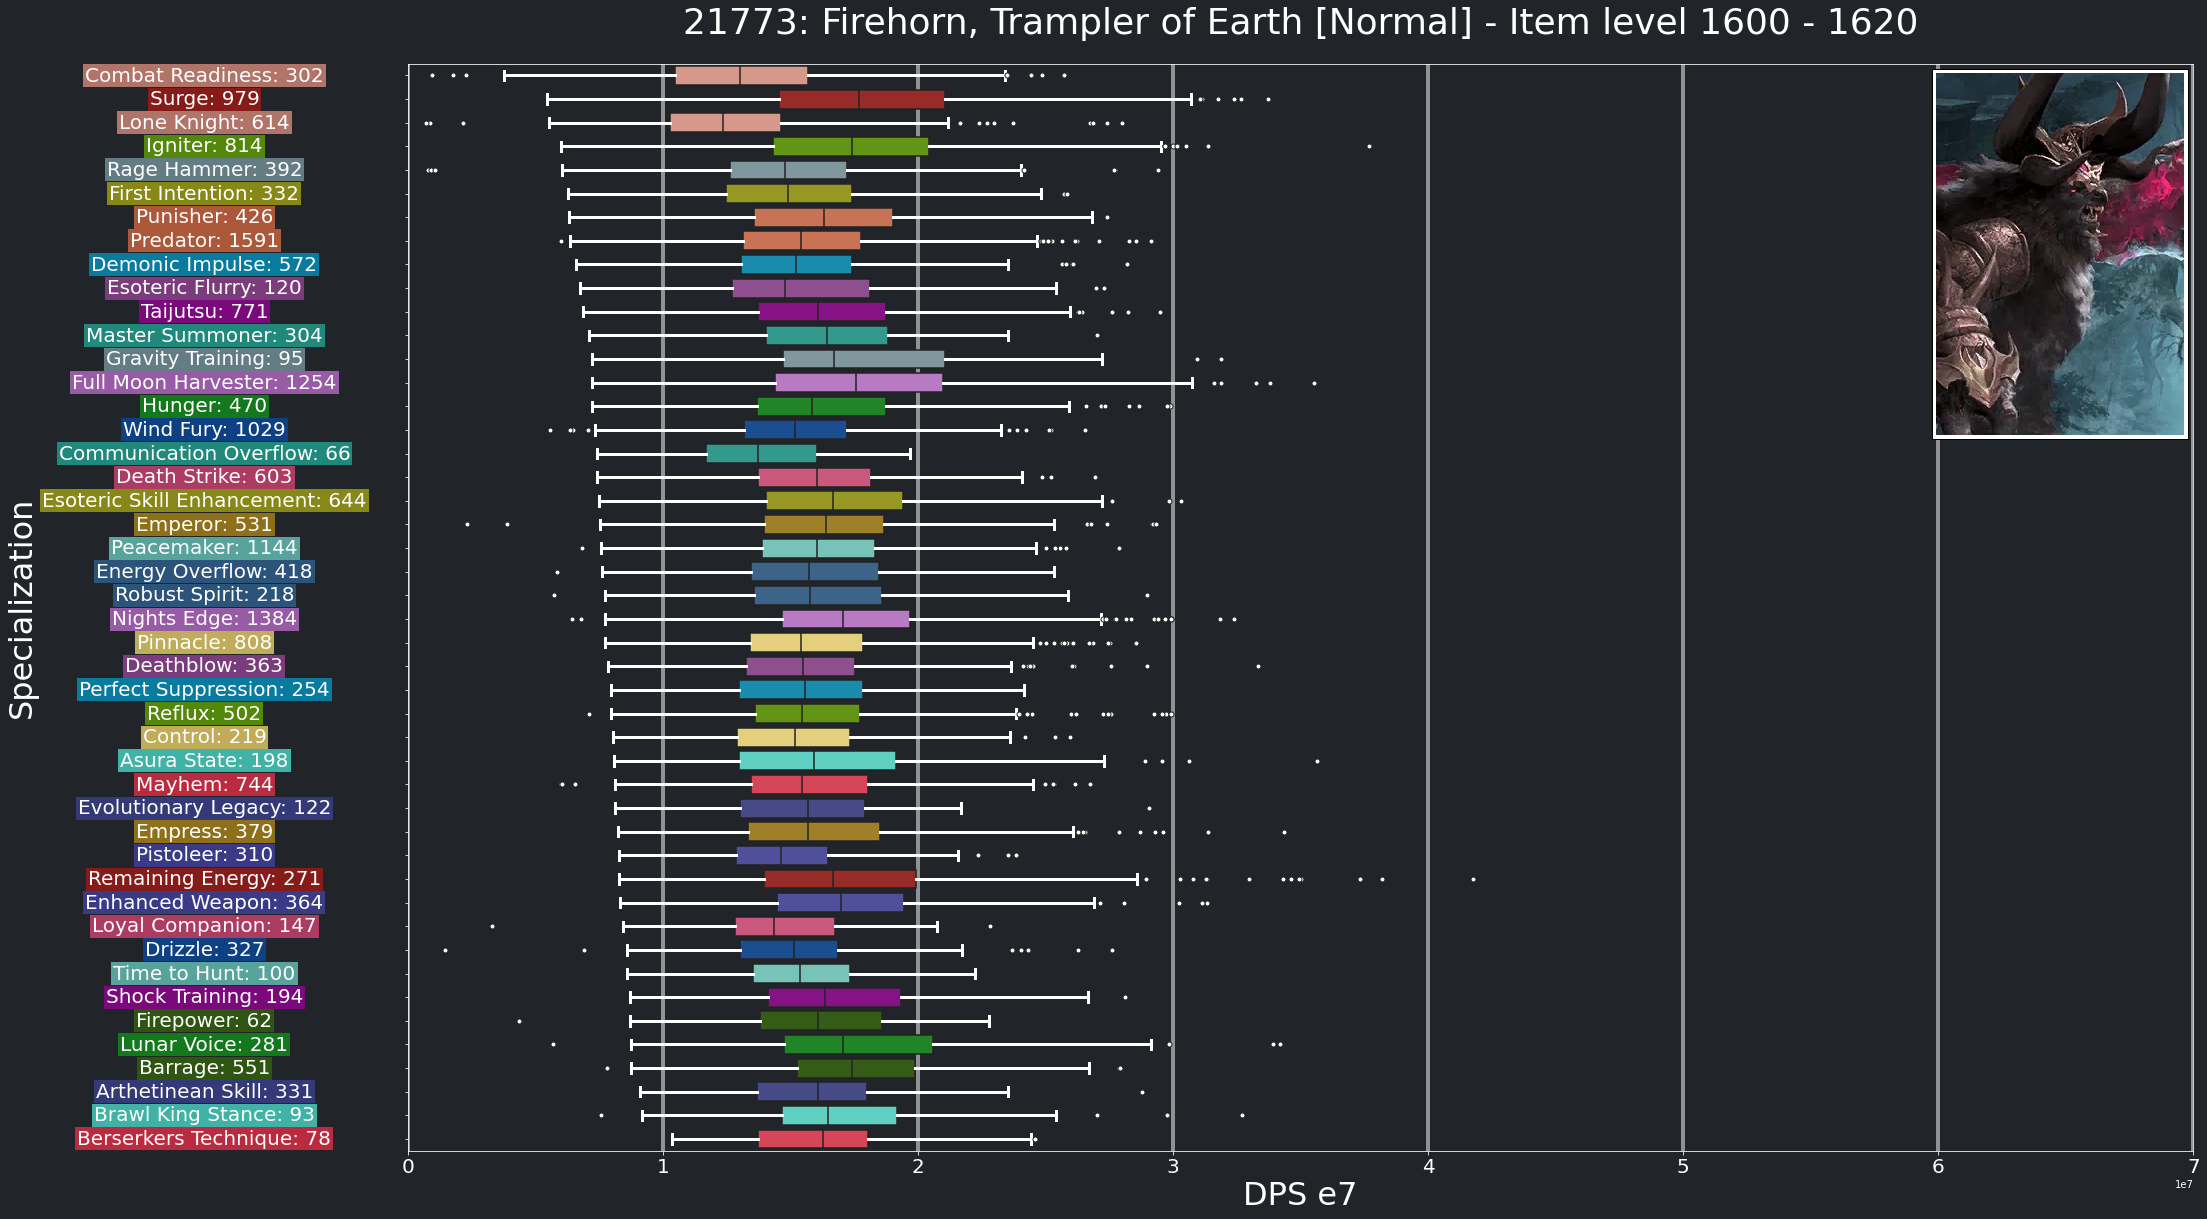 21773: Firehorn, Trampler of Earth [Normal] - Item level 1600 - 1620
Specialization
Combat Readiness: 302
Surge: 979
Lone Knight: 614
Igniter: 814
Rage Hammer: 392
First Intention: 332
Punisher: 426
Predator: 1591
Demonic Impulse: 572
Esoteric Flurry: 120
Taijutsu: 771
Master Summoner: 304
Gravity Training: 95
Full Moon Harvester: 1254
Hunger: 470
Wind Fury: 1029
Communication Overflow: 66
Death Strike: 603
Esoteric Skill Enhancement: 644
Emperor: 531
Peacemaker: 1144
Energy Overflow: 418
Robust Spirit: 218
Nights Edge: 1384
Pinnacle: 808
Deathblow: 363
Perfect Suppression: 254
Reflux: 502
Control: 219
Asura State: 198
Mayhem: 744
Evolutionary Legacy: 122
Empress: 379
Pistoleer: 310
Remaining Energy: 271
Enhanced Weapon: 364
Loyal Companion: 147
Drizzle: 327
Time to Hunt: 100
Shock Training: 194
Firepower: 62
Lunar Voice: 281
Barrage: 551
Arthetinean Skill: 331
Brawl King Stance: 93
Berserkers Technique: 78
0 1 2 3 4 5 6 7
1e7
DPS e7